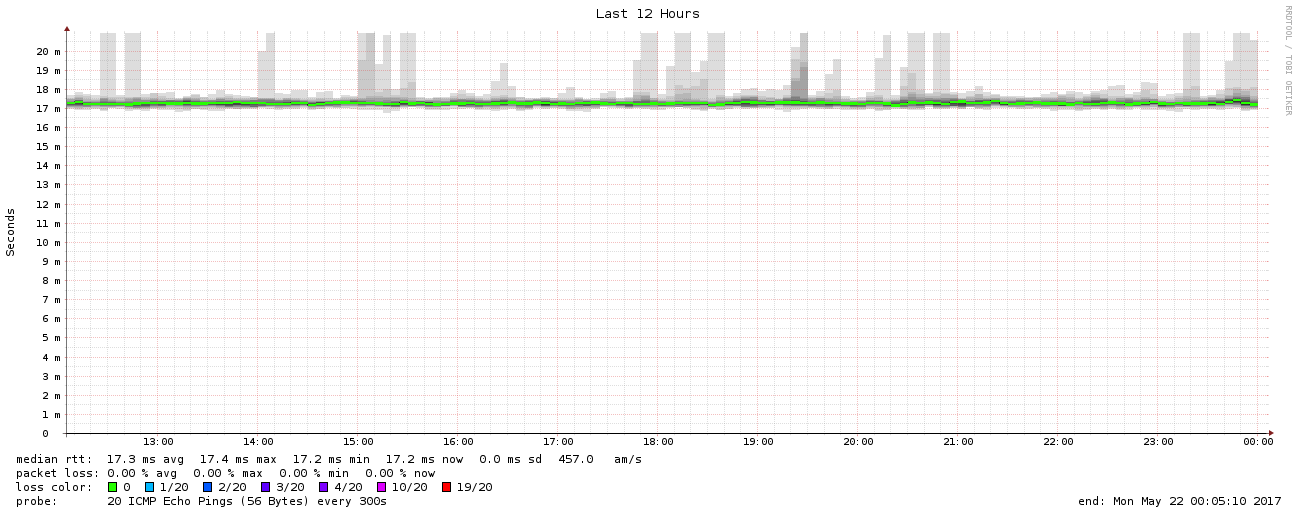 Last 12 Hours
RRDTOOL / TOBI OETIKER
Seconds
20 m
19 m
18 m
17 m
16 m
15 m
14 m
13 m
12 m
11 m
10 m
9 m
8 m
7 m
6 m
5 m
4 m
3 m
2 m
1 m
0
13:00 14:00 15:00 16:00 17:00 18:00 19:00 20:00 21:00 22:00 23:00 00:00
median rtt: 17.3 ms avg 17.4 ms max 17.2 ms min 17.2 ms now 0.0 ms sd 457.0 am/s
packet loss: 0.00 % avg 0.00 % max 0.00 % min 0.00 % now
loss color: 0 1/20 2/20 3/20 4/20 10/20 19/20
probe: 20 ICMP Echo Pings (56 Bytes) every 300s end: Mon May 22 00:05:10 2017